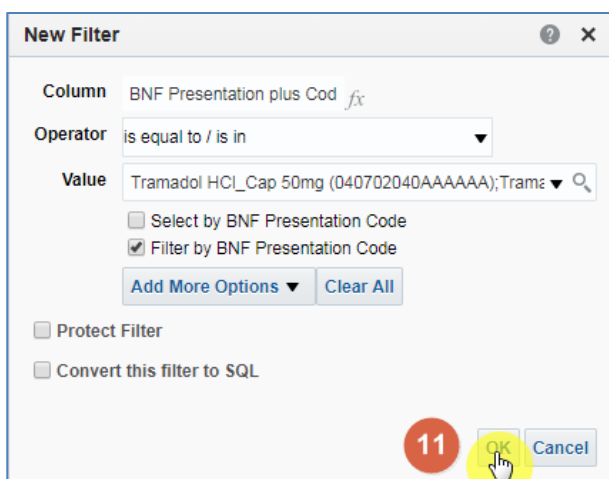 New Filter ? ×
Column BNF Presentation plus Cod fx
Operator is equal to / is in
Value Tramadol HCl_Cap 50mg (040702040AAAAAA);Trama
Select by BNF Presentation Code
Filter by BNF Presentation Code
Add More Options Clear All
Protect Filter
Convert this filter to SQL
11 OK Cancel